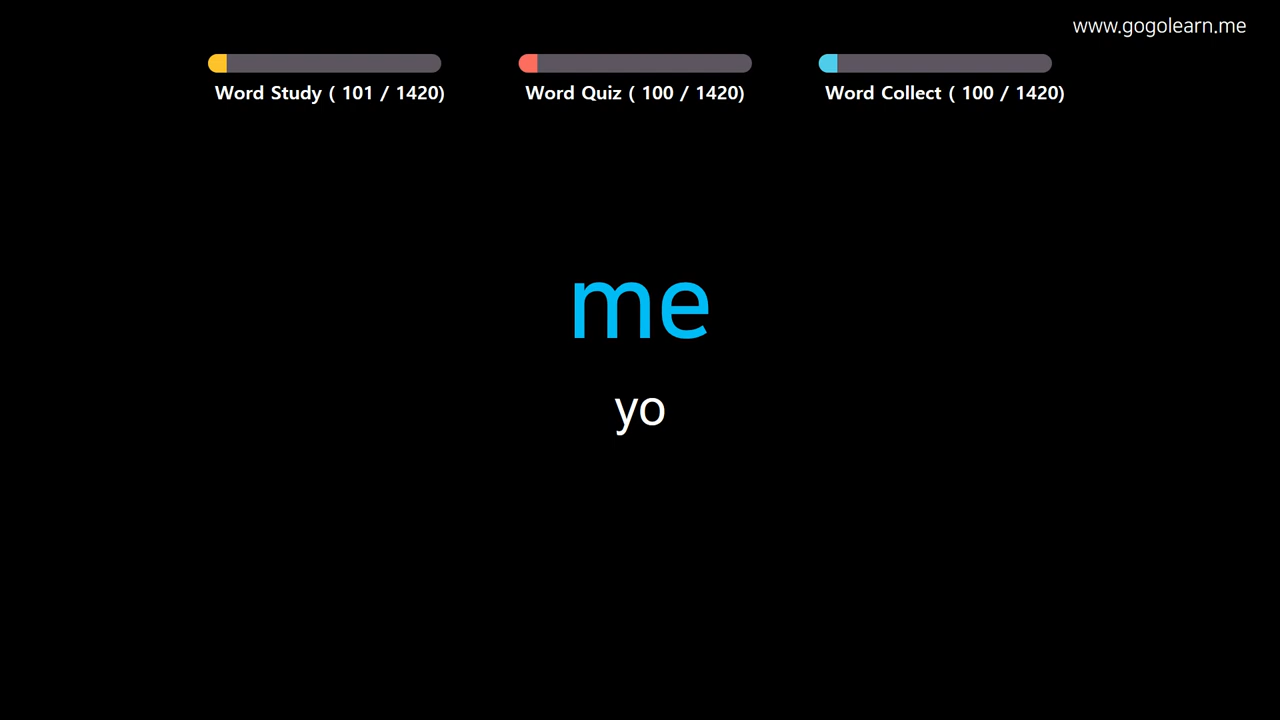 www.gogolearn.me
Word Study ( 101 / 1420)
Word Quiz ( 100 / 1420)
Word Collect ( 100 / 1420)
me
yo